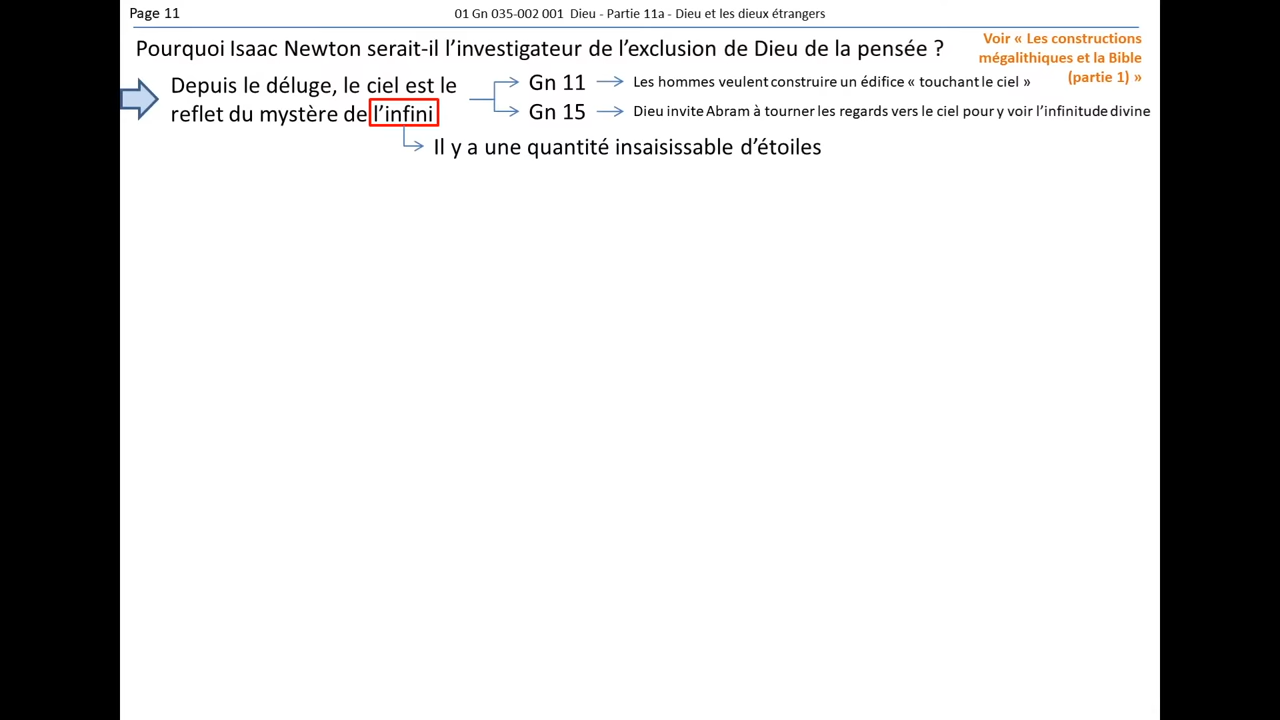 Page 11
01 Gn 035-002 001  Dieu - Partie 11a - Dieu et les dieux étrangers
Pourquoi Isaac Newton serait-il l’investigateur de l’exclusion de Dieu de la pensée ?
Voir « Les constructions
mégalithiques et la Bible
(partie 1) »
Depuis le déluge, le ciel est le
reflet du mystère de l’infini
Gn 11
Les hommes veulent construire un édifice « touchant le ciel »
Gn 15
Dieu invite Abram à tourner les regards vers le ciel pour y voir l’infinitude divine
Il y a une quantité insaisissable d’étoiles